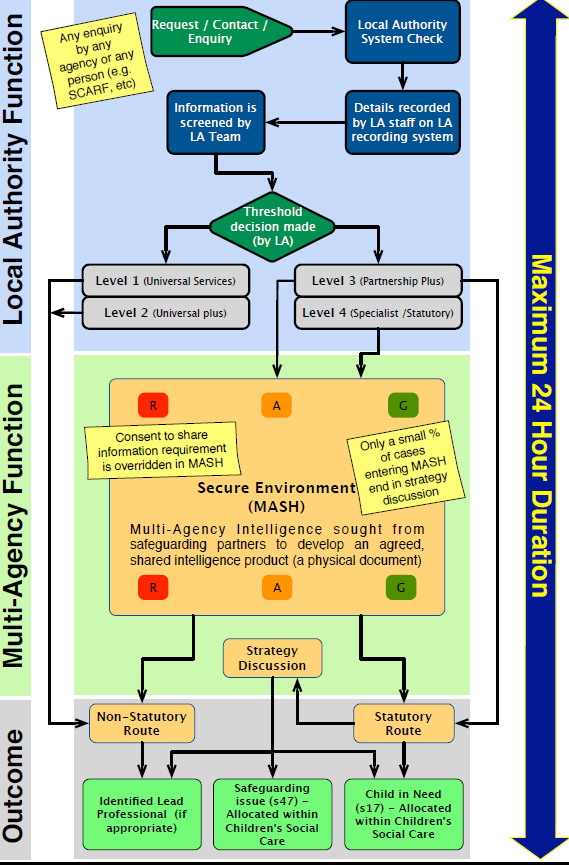 Local Authority Function
Any enquiry
by any
agency or any
person (e.g.
SCARF, etc)
Request / Contact /
Enquiry
Local Authority
System Check
Information is
screened by
LA Team
Details recorded
by LA staff on LA
recording system
Threshold
decision made
(by LA)
Level 1 (Universal Services)
Level 2 (Universal plus)
Level 3 (Partnership Plus)
Level 4 (Specialist /Statutory)
Maximum 24 Hour Duration
Multi-Agency Function
R
A
G
Consent to share
information requirement
is overridden in MASH
Only a small %
of cases
entering MASH
end in strategy
discussion
Secure Environment
(MASH)
Multi-Agency Intelligence sought from
safeguarding partners to develop an agreed,
shared intelligence product (a physical document)
R
A
G
Strategy
Discussion
Outcome
Non-Statutory
Route
Statutory
Route
Identified Lead
Professional (if
appropriate)
Safeguarding
issue (s47) -
Allocated within
Children's Social
Care
Child in Need
(s17) - Allocated
within Children's
Social Care